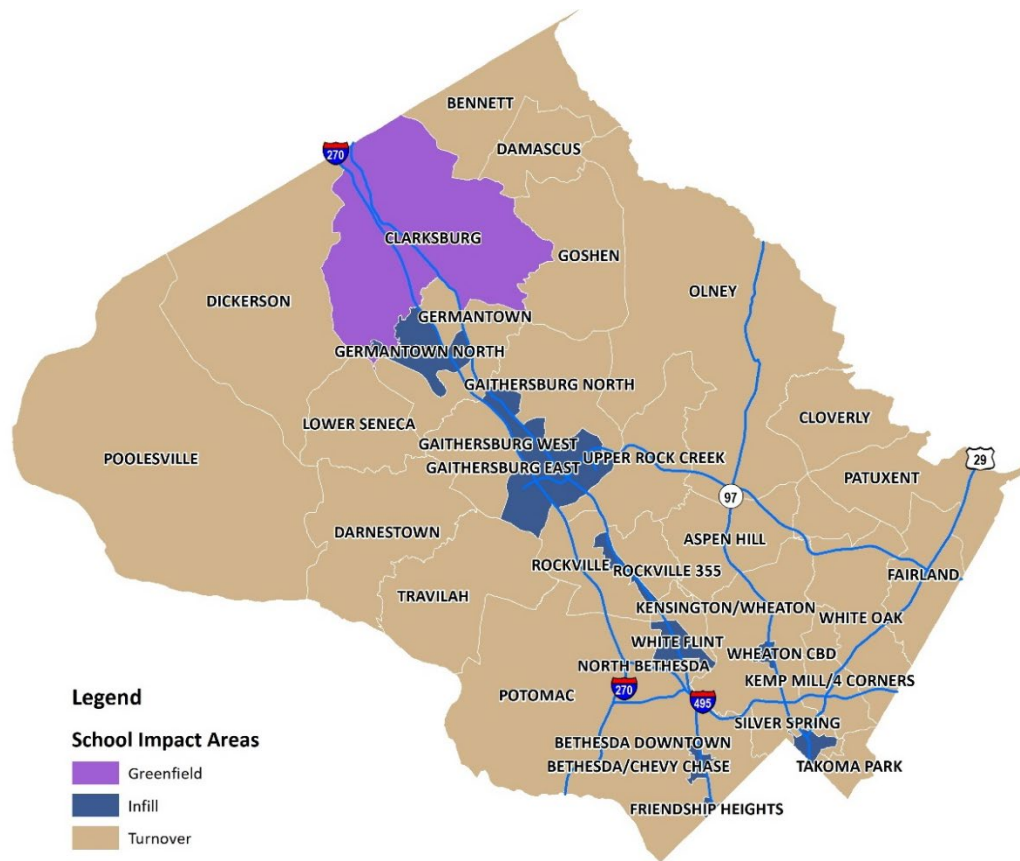 BENNETT
DAMASCUS
270
CLARKSBURG
GOSHEN
OLNEY
DICKERSON
GERMANTOWN
GERMANTOWN NORTH
GAITHERSBURG NORTH
CLOVERLY
LOWER SENECA
GAITHERSBURG WEST
UPPER ROCK CREEK
POOLESVILLE
GAITHERSBURG EAST
29
PATUXENT
97
DARNESTOWN
ASPEN HILL
ROCKVILLE
ROCKVILLE 355
FAIRLAND
TRAVILAH
KENSINGTON/WHEATON
WHITE OAK
WHITE FLINT
WHEATON CBD
NORTH BETHESDA
KEMP MILL/4 CORNERS
POTOMAC
270
495
SILVER SPRING
BETHESDA DOWNTOWN
BETHESDA/CHEVY CHASE
TAKOMA PARK
FRIENDSHIP HEIGHTS
Legend
School Impact Areas
Greenfield
Infill
Turnover